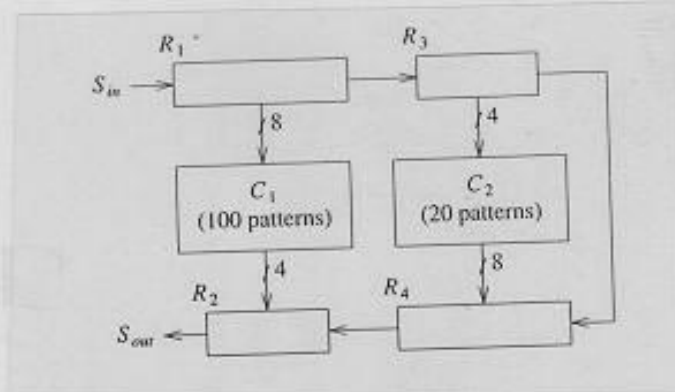 R1
R3
Sin
8
4
C1
(100 patterns)
C2
(20 patterns)
4
8
R2
R4
Sout